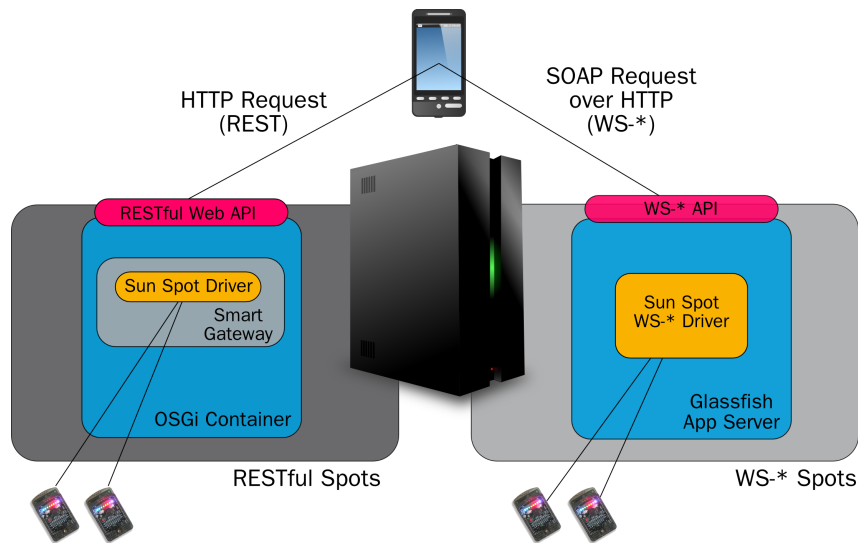 HTTP Request
(REST)
SOAP Request
over HTTP
(WS-*)
RESTful Web API
Sun Spot Driver
Smart
Gateway
OSGi Container
RESTful Spots
WS-* API
Sun Spot
WS-* Driver
Glassfish
App Server
WS-* Spots